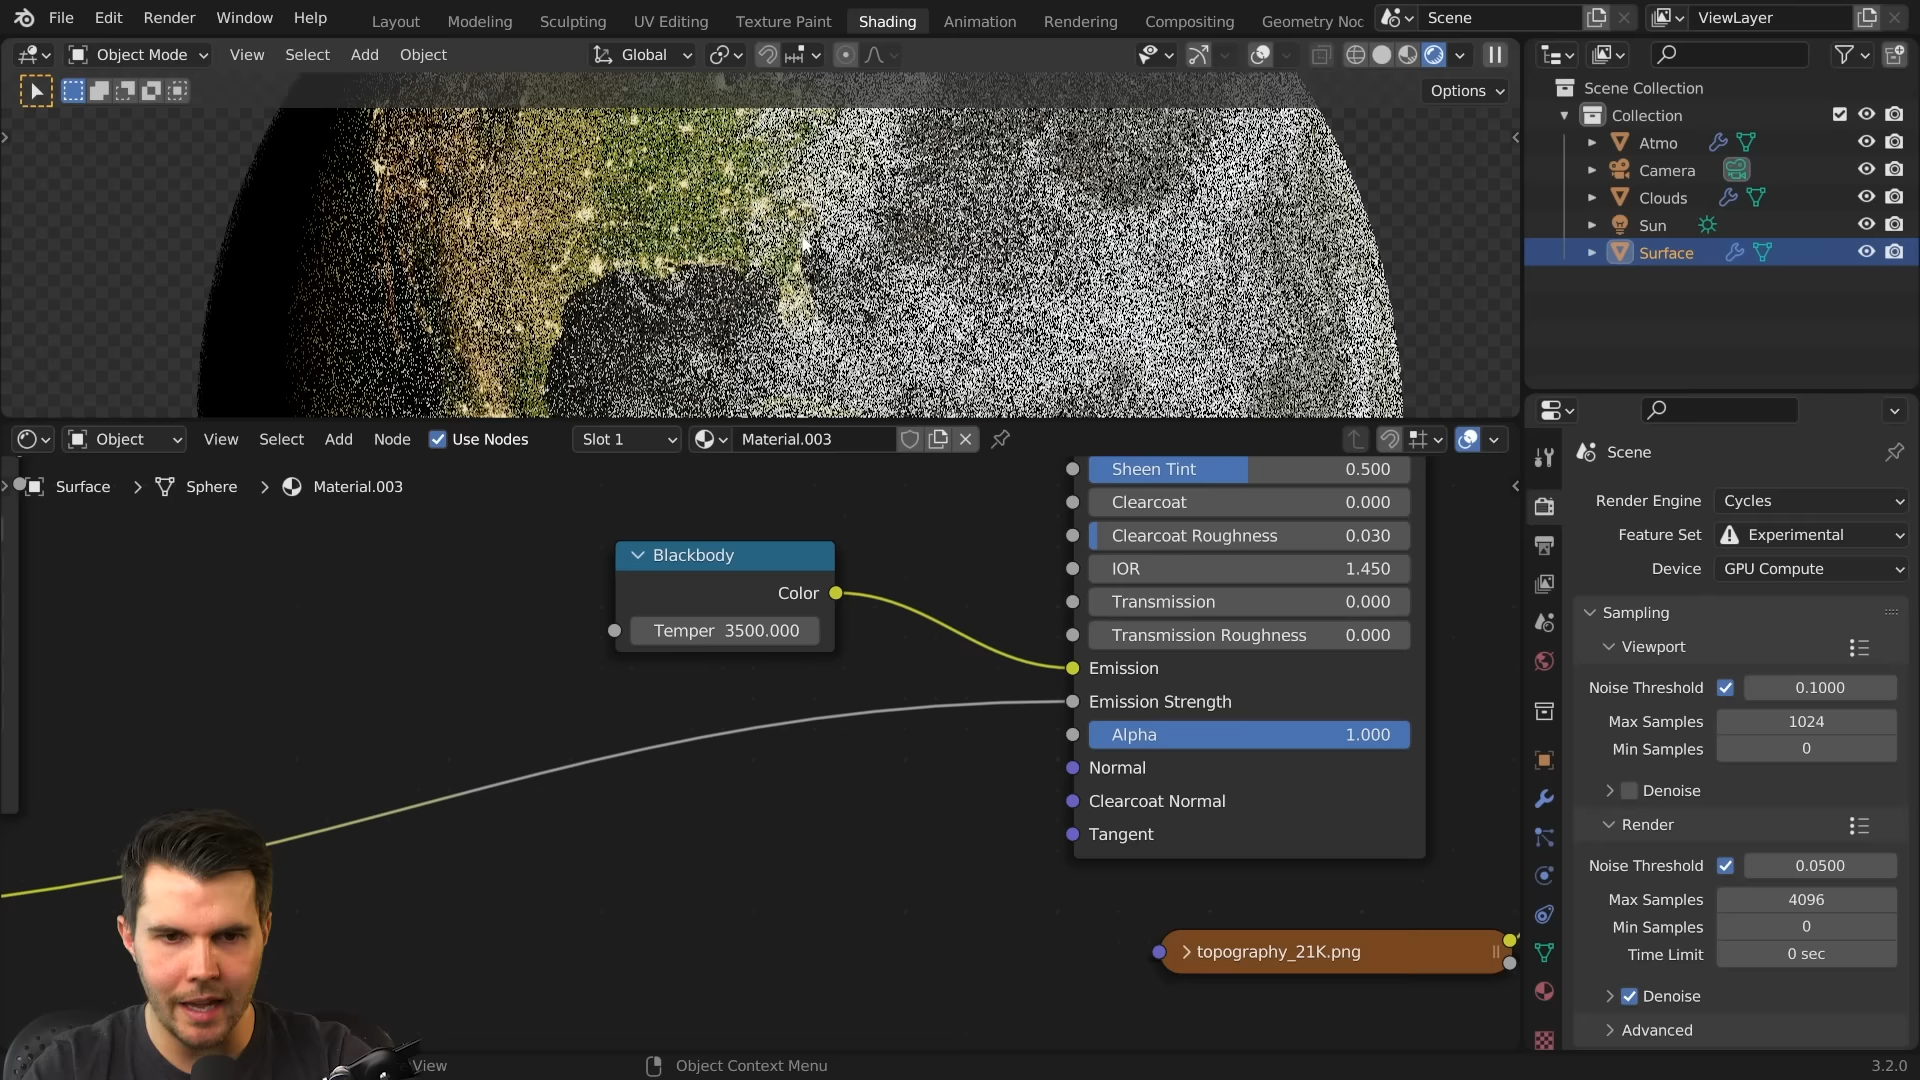 File Edit Render Window Help
Layout Modeling Sculpting UV Editing Texture Paint Shading Animation Rendering Compositing Geometry Noc
Scene ViewLayer
Object Mode View Select Add Object Global
Options
Scene Collection
Collection
Atmo
Camera
Clouds
Sun
Surface
Object View Select Add Node Use Nodes Slot 1 Material.003
Surface > Sphere > Material.003
Blackbody
Color
Temper 3500.000
Sheen Tint 0.500
Clearcoat 0.000
Clearcoat Roughness 0.030
IOR 1.450
Transmission 0.000
Transmission Roughness 0.000
Emission
Emission Strength
Alpha 1.000
Normal
Clearcoat Normal
Tangent
topography_21K.png
Scene
Render Engine Cycles
Feature Set Experimental
Device GPU Compute
Sampling
Viewport
Noise Threshold 0.1000
Max Samples 1024
Min Samples 0
Denoise
Render
Noise Threshold 0.0500
Max Samples 4096
Min Samples 0
Time Limit 0 sec
Denoise
Advanced
View Object Context Menu 3.2.0